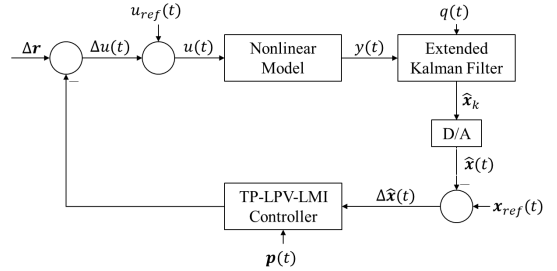 u_ref(t)
q(t)
Δr
Δu(t)
u(t)
Nonlinear
Model
y(t)
Extended
Kalman Filter
−
x̂_k
D/A
x̂(t)
−
TP-LPV-LMI
Controller
Δx̂(t)
x_ref(t)
p(t)